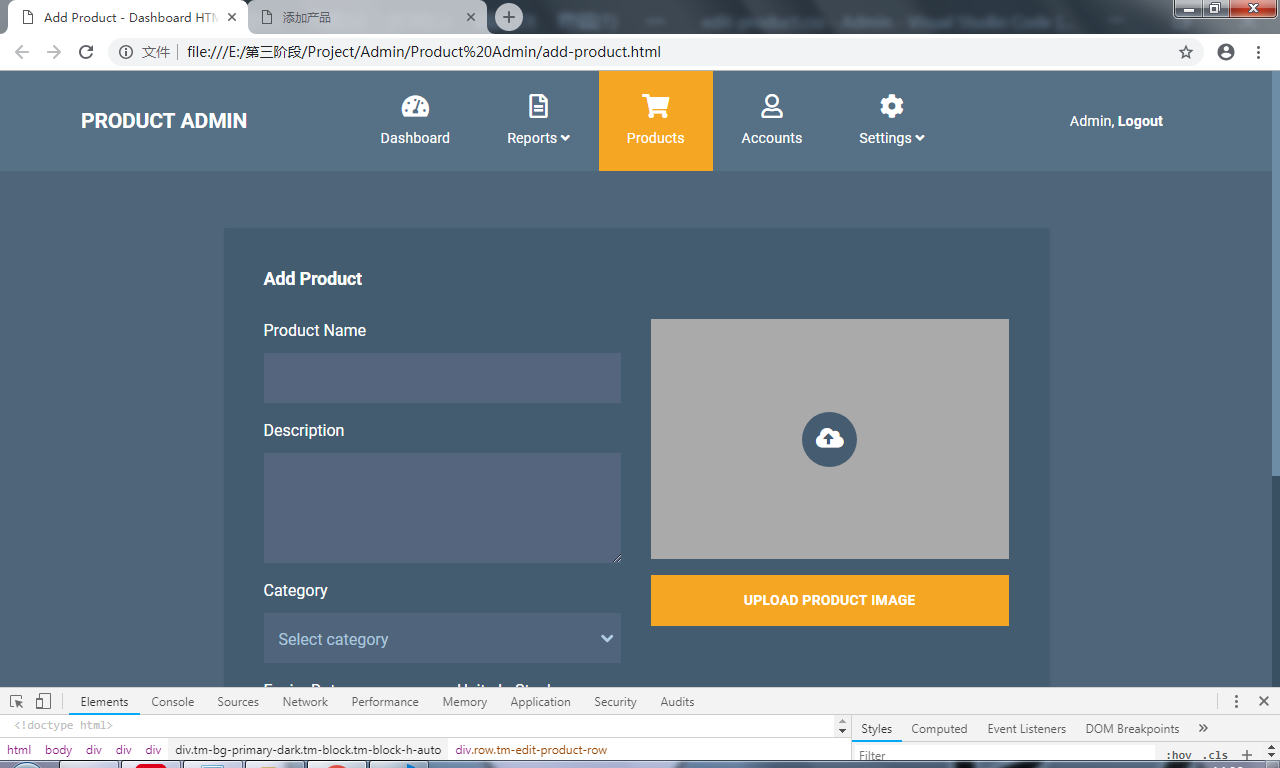 Add Product - Dashboard HTM
添加产品
文件
file:///E:/第三阶段/Project/Admin/Product%20Admin/add-product.html
PRODUCT ADMIN
Dashboard
Reports
Products
Accounts
Settings
Admin, Logout
Add Product
Product Name
Description
Category
Select category
UPLOAD PRODUCT IMAGE
Elements Console Sources Network Performance Memory Application Security Audits
<!doctype html>
html body div div div div.tm-bg-primary-dark.tm-block.tm-block-h-auto div.row.tm-edit-product-row
Styles Computed Event Listeners DOM Breakpoints »
Filter :hov .cls +